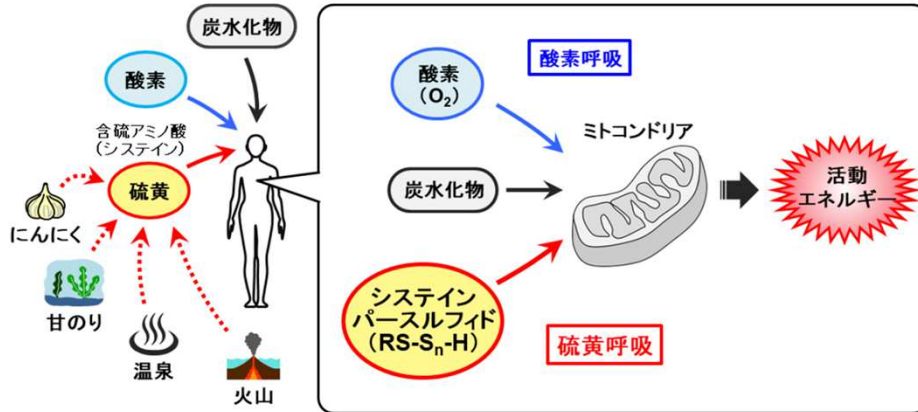 炭水化物
酸素
含硫アミノ酸
（システイン）
硫黄
にんにく
甘のり
温泉
火山
酸素呼吸
酸素
（O₂）
ミトコンドリア
炭水化物
活動
エネルギー
システイン
パースルフィド
（RS-Sₙ-H）
硫黄呼吸